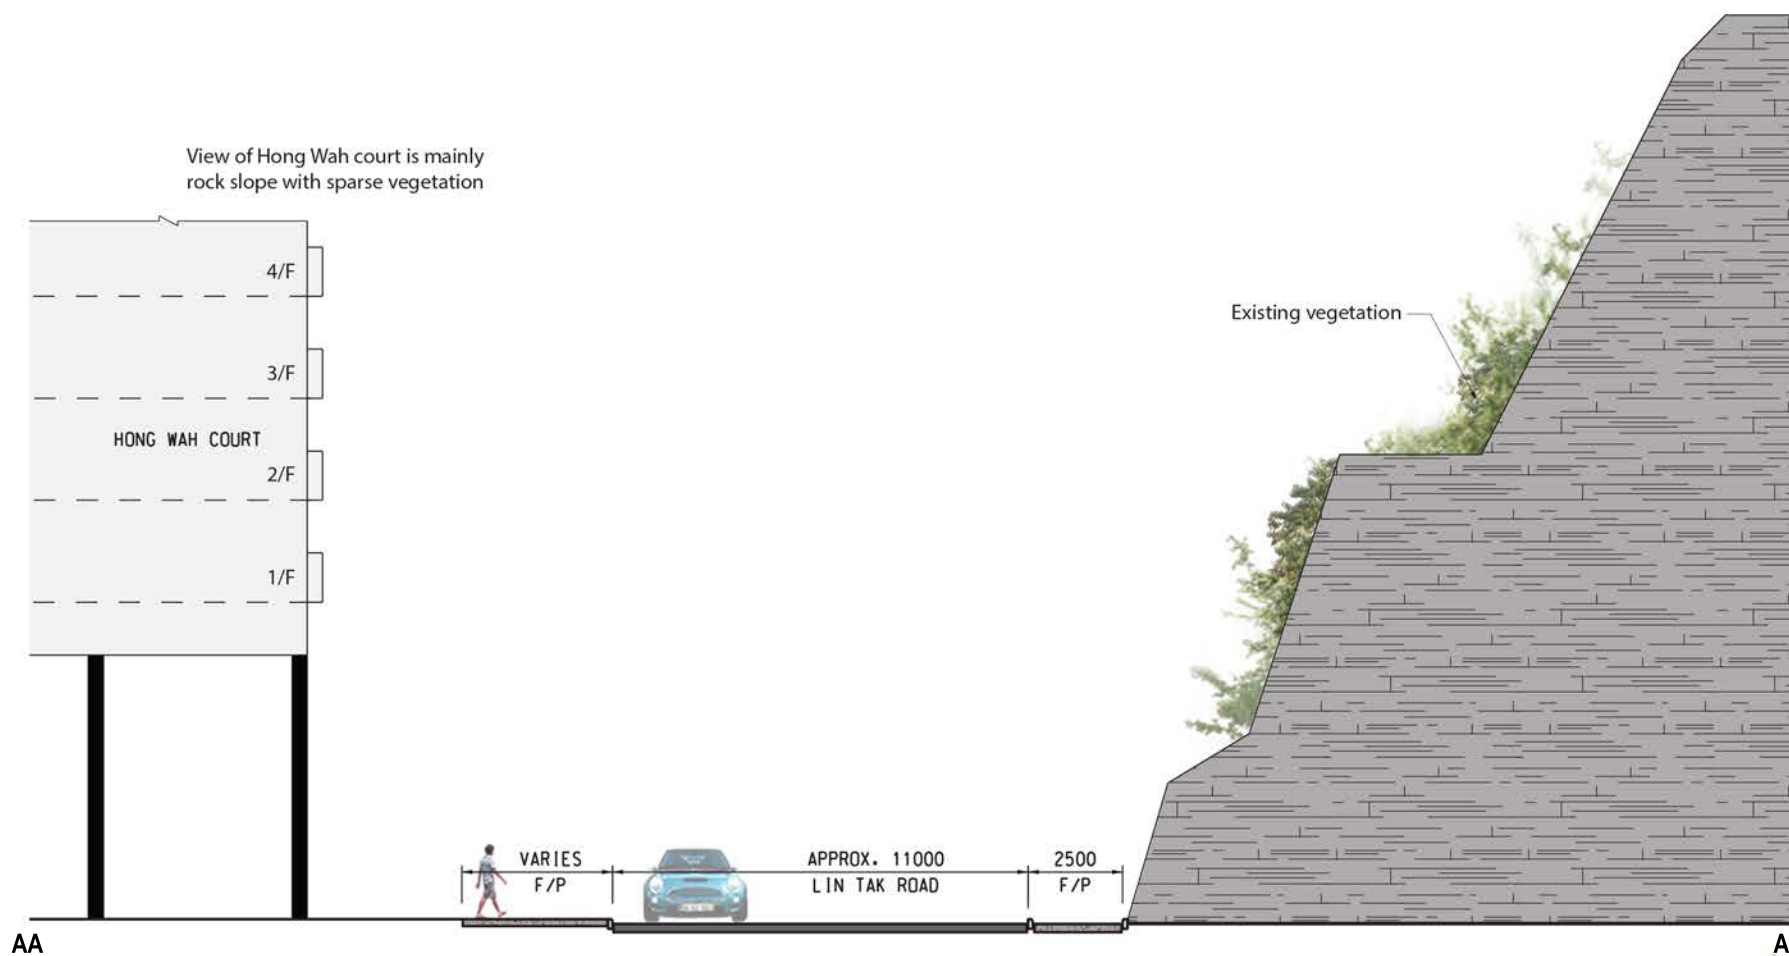 View of Hong Wah court is mainly
rock slope with sparse vegetation
4/F
Existing vegetation
3/F
HONG WAH COURT
2/F
1/F
VARIES
F/P
APPROX. 11000
LIN TAK ROAD
2500
F/P
AA
A